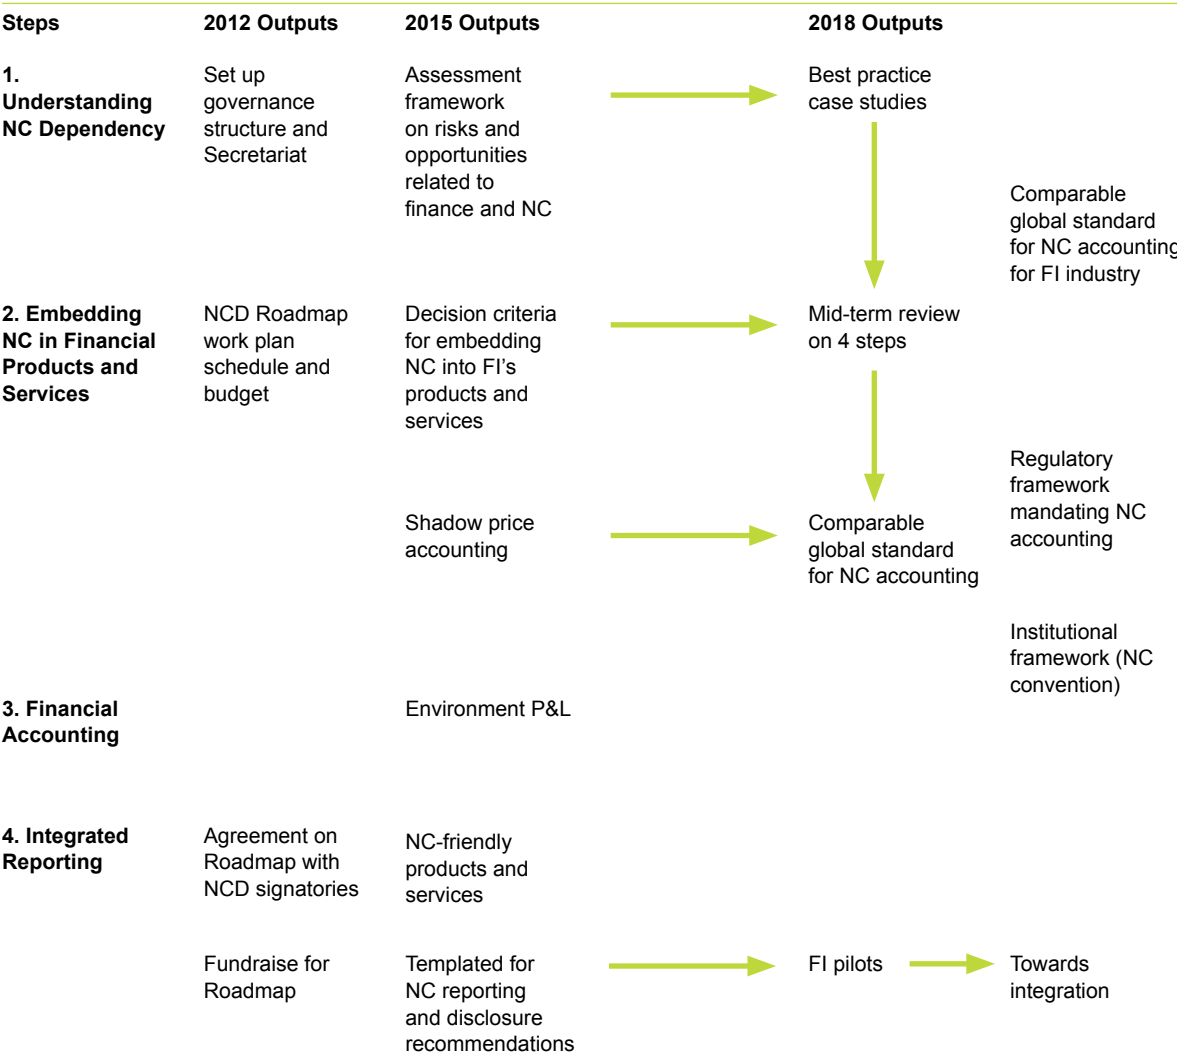 Steps
2012 Outputs
2015 Outputs
2018 Outputs
1.
Understanding
NC Dependency
Set up
governance
structure and
Secretariat
Assessment
framework
on risks and
opportunities
related to
finance and NC
Best practice
case studies
Comparable
global standard
for NC accounting
for FI industry
2. Embedding
NC in Financial
Products and
Services
NCD Roadmap
work plan
schedule and
budget
Decision criteria
for embedding
NC into FI's
products and
services
Mid-term review
on 4 steps
Regulatory
framework
mandating NC
accounting
Shadow price
accounting
Comparable
global standard
for NC accounting
Institutional
framework (NC
convention)
3. Financial
Accounting
Environment P&L
4. Integrated
Reporting
Agreement on
Roadmap with
NCD signatories
NC-friendly
products and
services
Fundraise for
Roadmap
Templated for
NC reporting
and disclosure
recommendations
FI pilots
Towards
integration